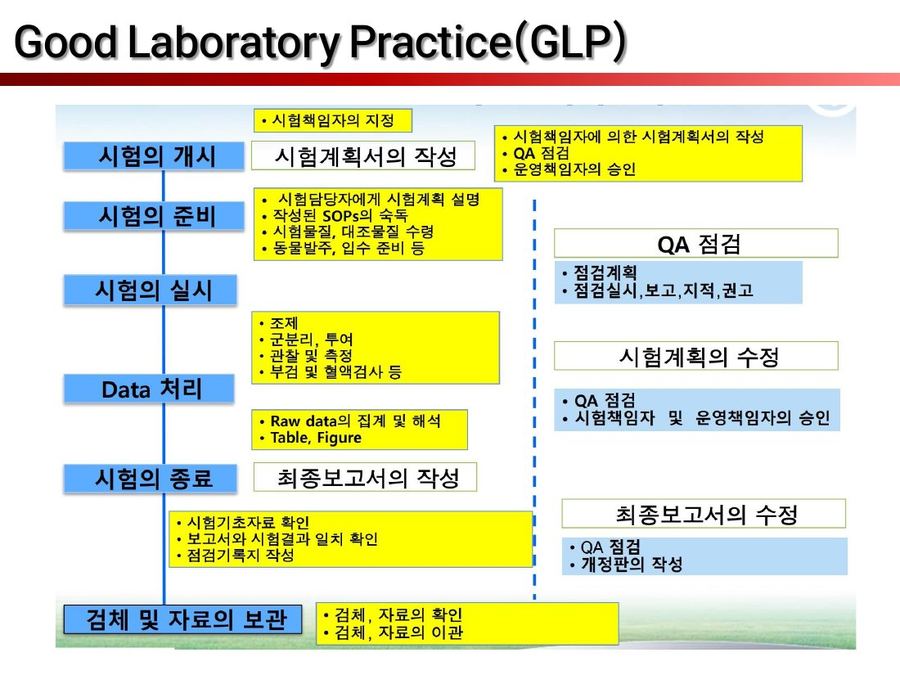 Good Laboratory Practice(GLP)
• 시험책임자의 지정
시험의 개시
시험계획서의 작성
• 시험책임자에 의한 시험계획서의 작성
• QA 점검
• 운영책임자의 승인
시험의 준비
• 시험담당자에게 시험계획 설명
• 작성된 SOPs의 숙독
• 시험물질, 대조물질 수령
• 동물발주, 입수 준비 등
QA 점검
• 점검계획
• 점검실시,보고,지적,권고
시험의 실시
• 조제
• 군분리, 투여
• 관찰 및 측정
• 부검 및 혈액검사 등
시험계획의 수정
• QA 점검
• 시험책임자 및 운영책임자의 승인
Data 처리
• Raw data의 집계 및 해석
• Table, Figure
시험의 종료
최종보고서의 작성
• 시험기초자료 확인
• 보고서와 시험결과 일치 확인
• 점검기록지 작성
최종보고서의 수정
• QA 점검
• 개정판의 작성
검체 및 자료의 보관
• 검체, 자료의 확인
• 검체, 자료의 이관